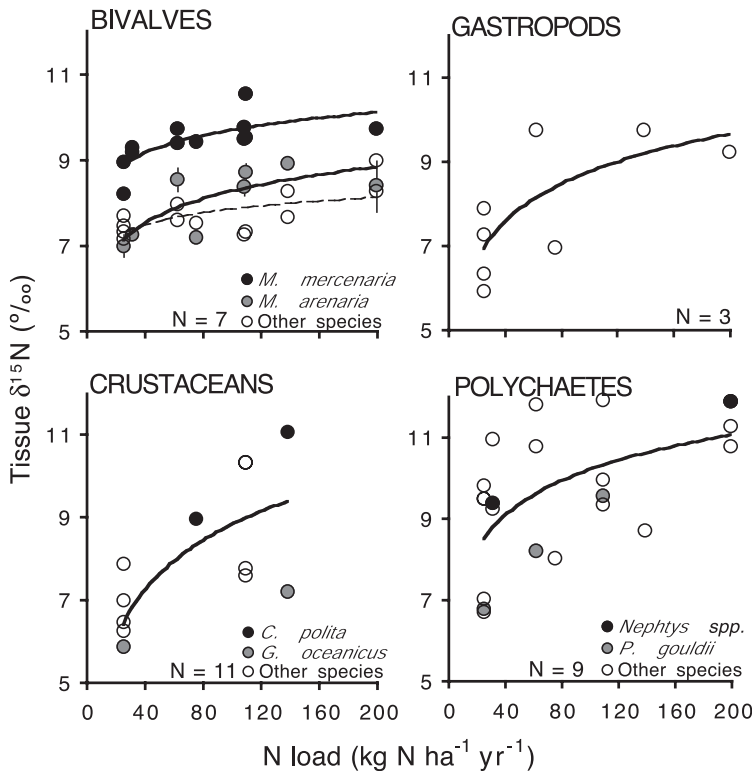 BIVALVES
GASTROPODS
11
9
7
5
M. mercenaria
M. arenaria
N = 7
Other species
11
9
7
5
N = 3
Tissue δ¹⁵N (º/₀₀)
CRUSTACEANS
POLYCHAETES
11
9
7
5
C. polita
G. oceanicus
N = 11
Other species
11
9
7
5
Nephtys spp.
P. gouldii
N = 9
Other species
0 40 80 120 160 200
0 40 80 120 160 200
N load (kg N ha⁻¹ yr⁻¹)